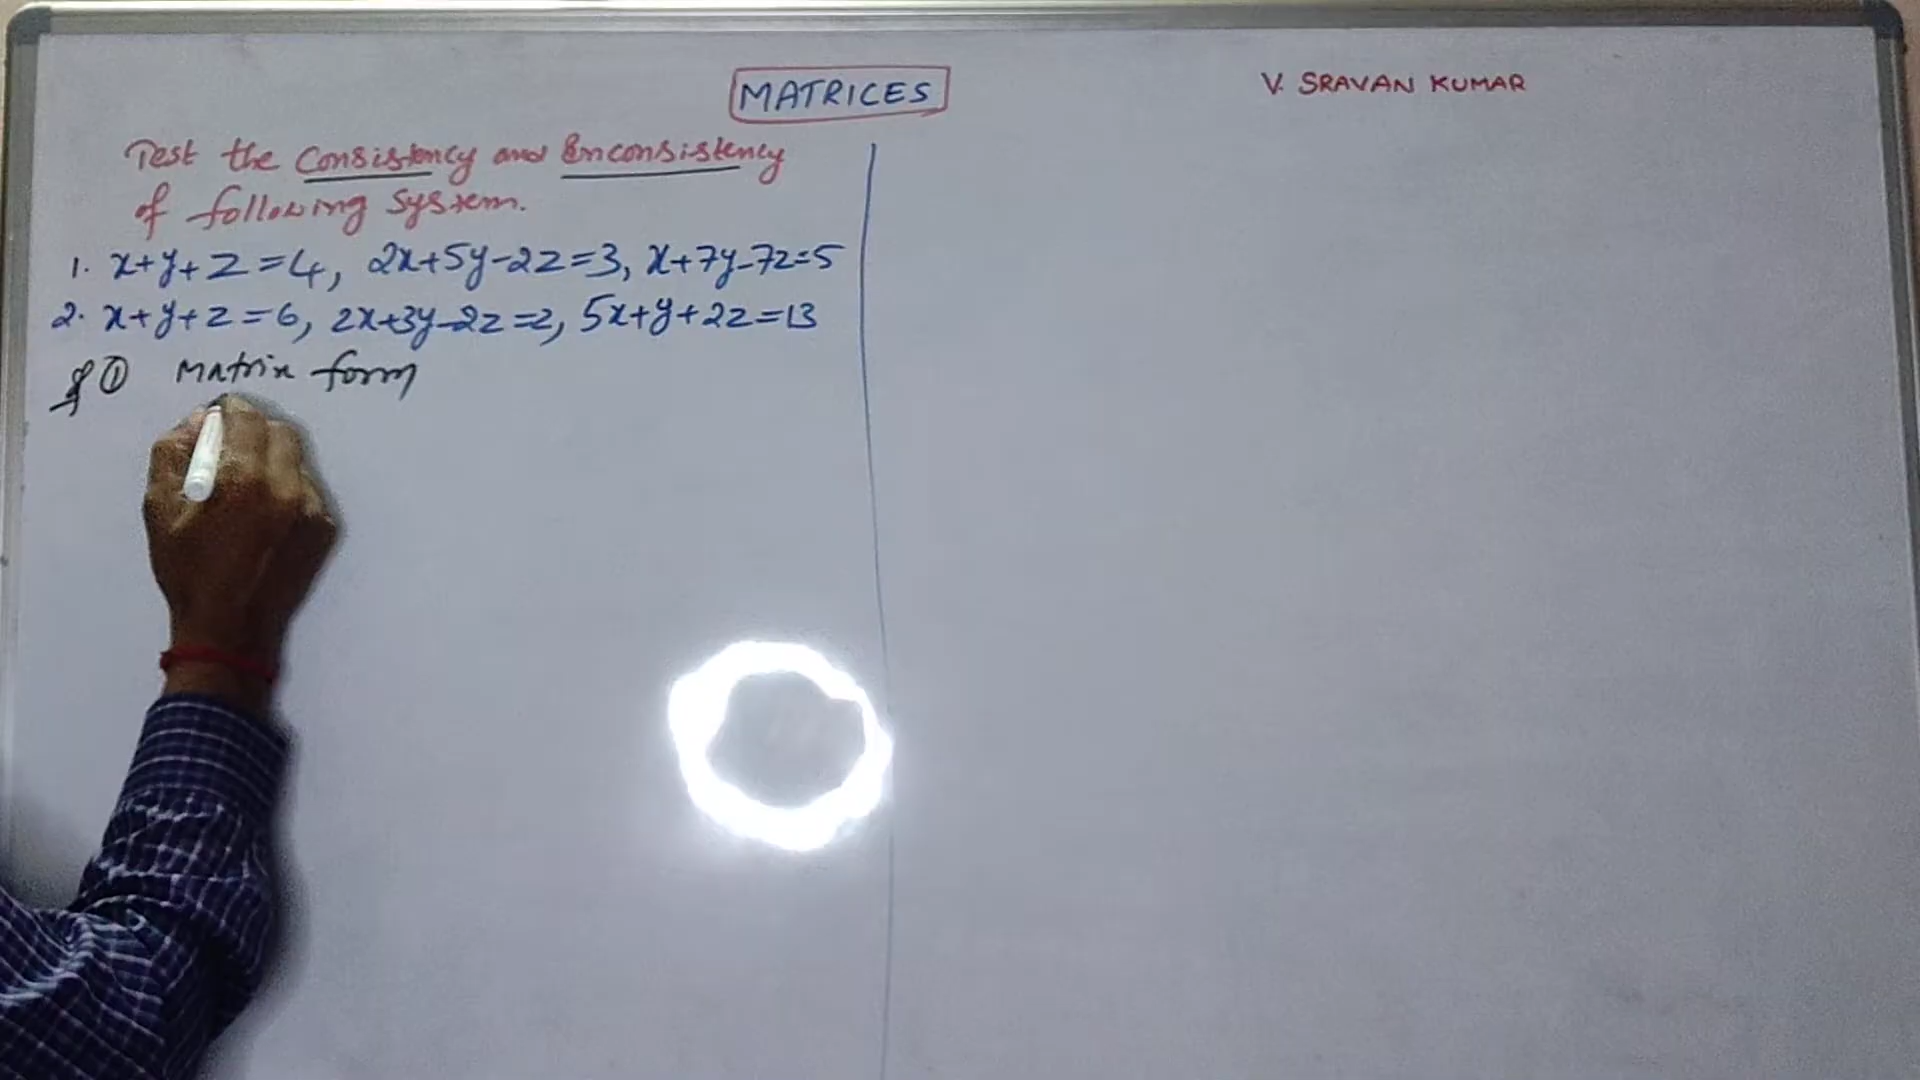 MATRICES
V. SRAVAN KUMAR
Test the Consistency and Inconsistency
of following System.
1. x+y+z=4, 2x+5y-2z=3, x+7y-7z=5
2. x+y+z=6, 2x+3y-2z=2, 5x+y+2z=13
① Matrix form